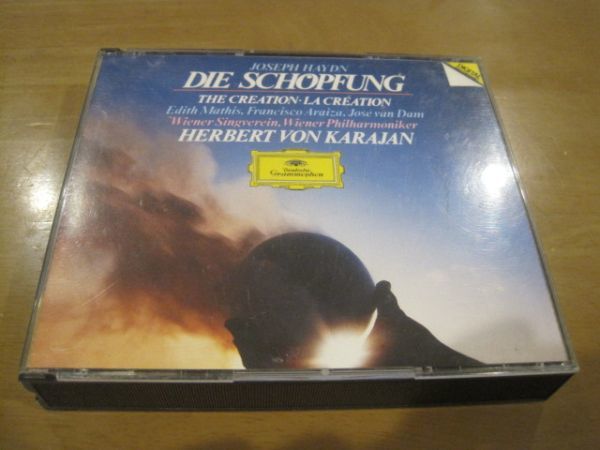 JOSEPH HAYDN
DIE SCHÖPFUNG
THE CREATION · LA CRÉATION
Edith Mathis, Francisco Araiza, José van Dam
Wiener Singverein, Wiener Philharmoniker
HERBERT VON KARAJAN
Deutsche
Grammophon
DIGITAL